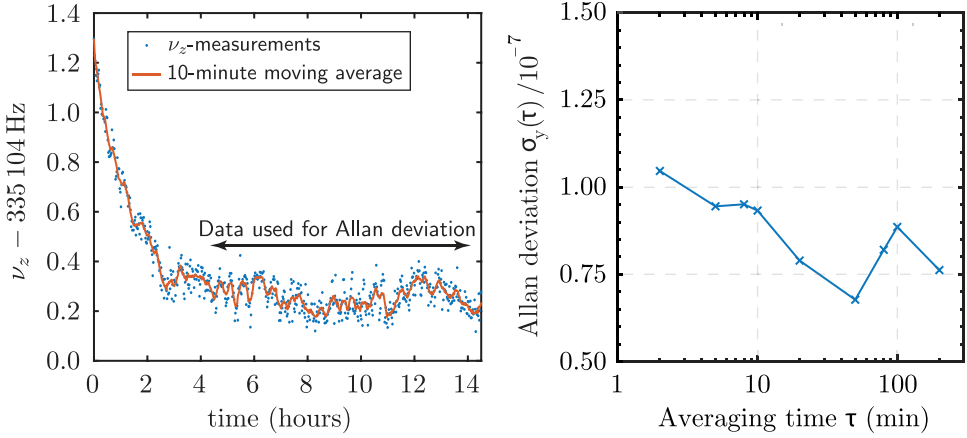 ν_z − 335 104 Hz
1.4
1.2
1.0
0.8
0.6
0.4
0.2
0.0
ν_z-measurements
10-minute moving average
Data used for Allan deviation
0 2 4 6 8 10 12 14
time (hours)
Allan deviation σ_y(τ) /10⁻⁷
1.50
1.25
1.00
0.75
0.50
1 10 100
Averaging time τ (min)